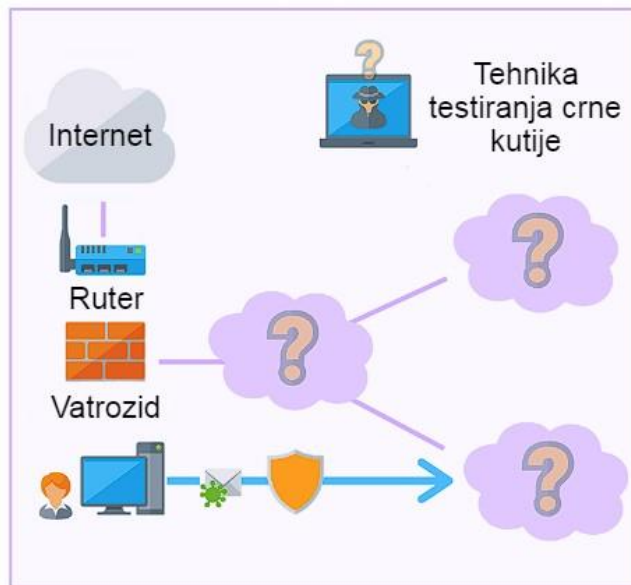 Internet
Tehnika
testiranja crne
kutije
?
Ruter
?
?
Vatrozid
?